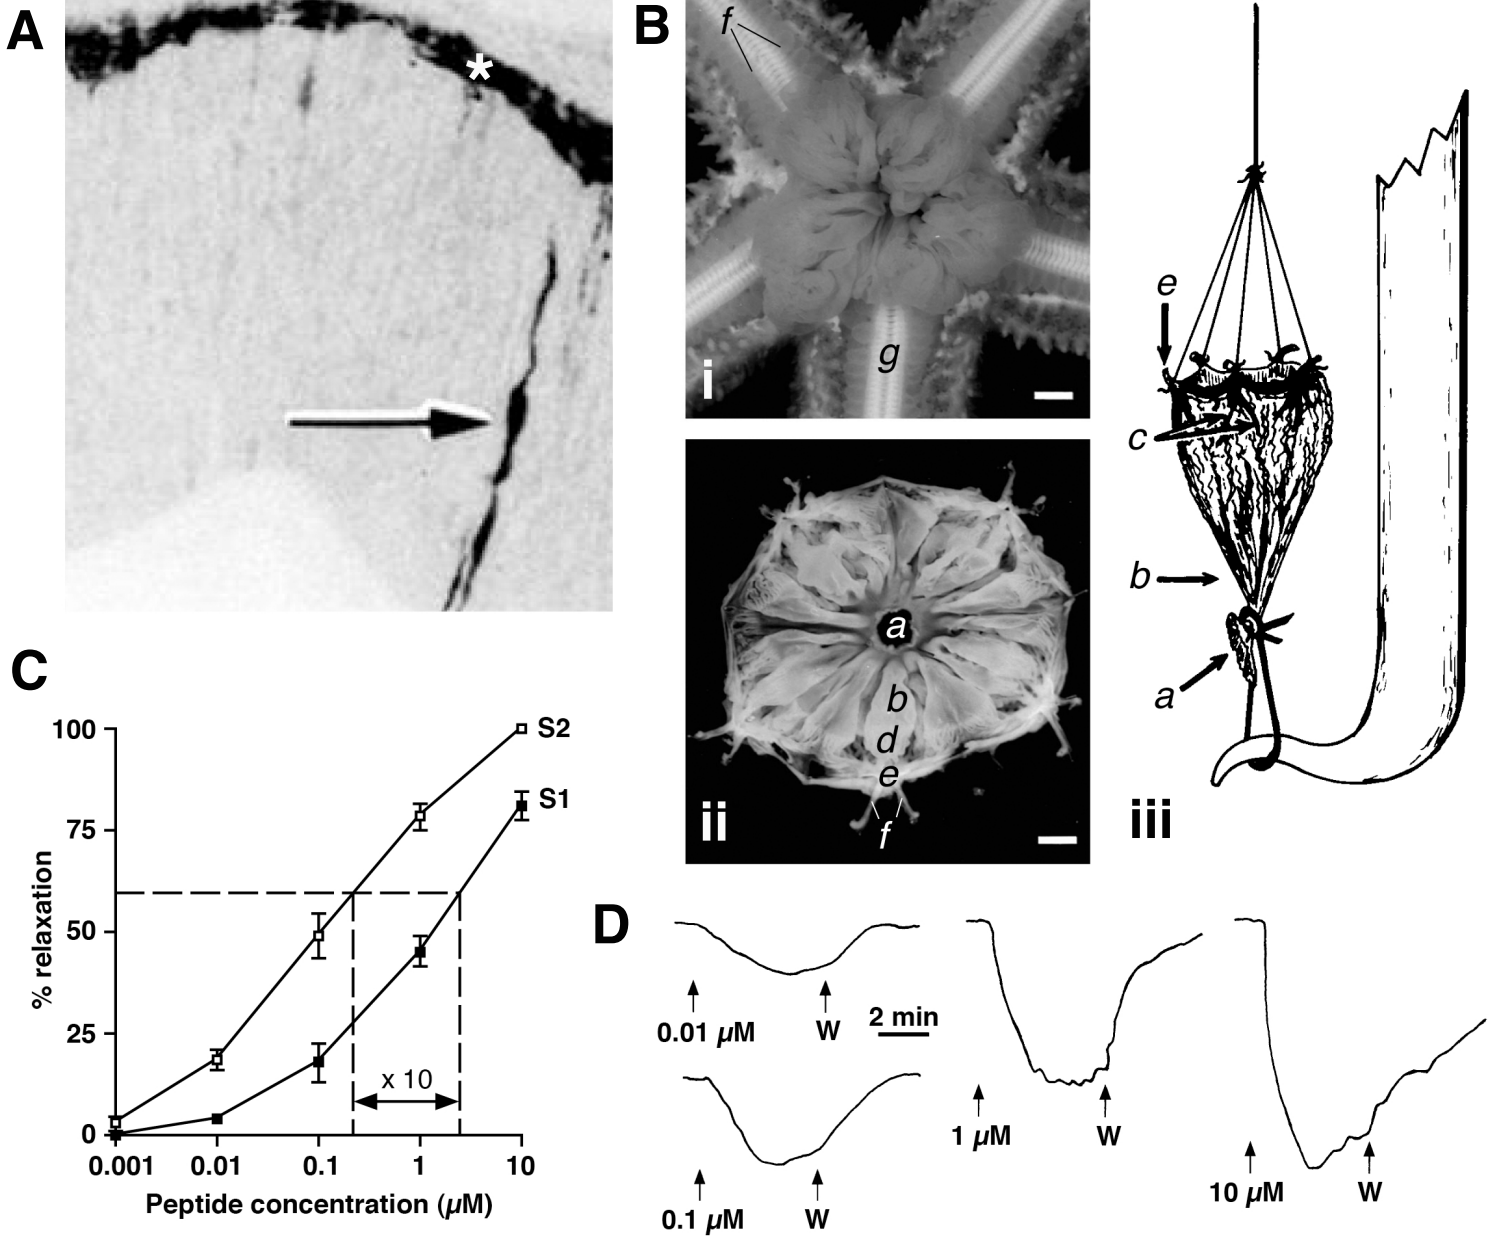 A
*
B
f
g
i
a
b
d
e
f
ii
e
c
b
a
iii
C
100
75
50
25
0
% relaxation
S2
S1
x 10
0.001 0.01 0.1 1 10
Peptide concentration (µM)
D
0.01 µM W
2 min
0.1 µM W
1 µM W
10 µM W